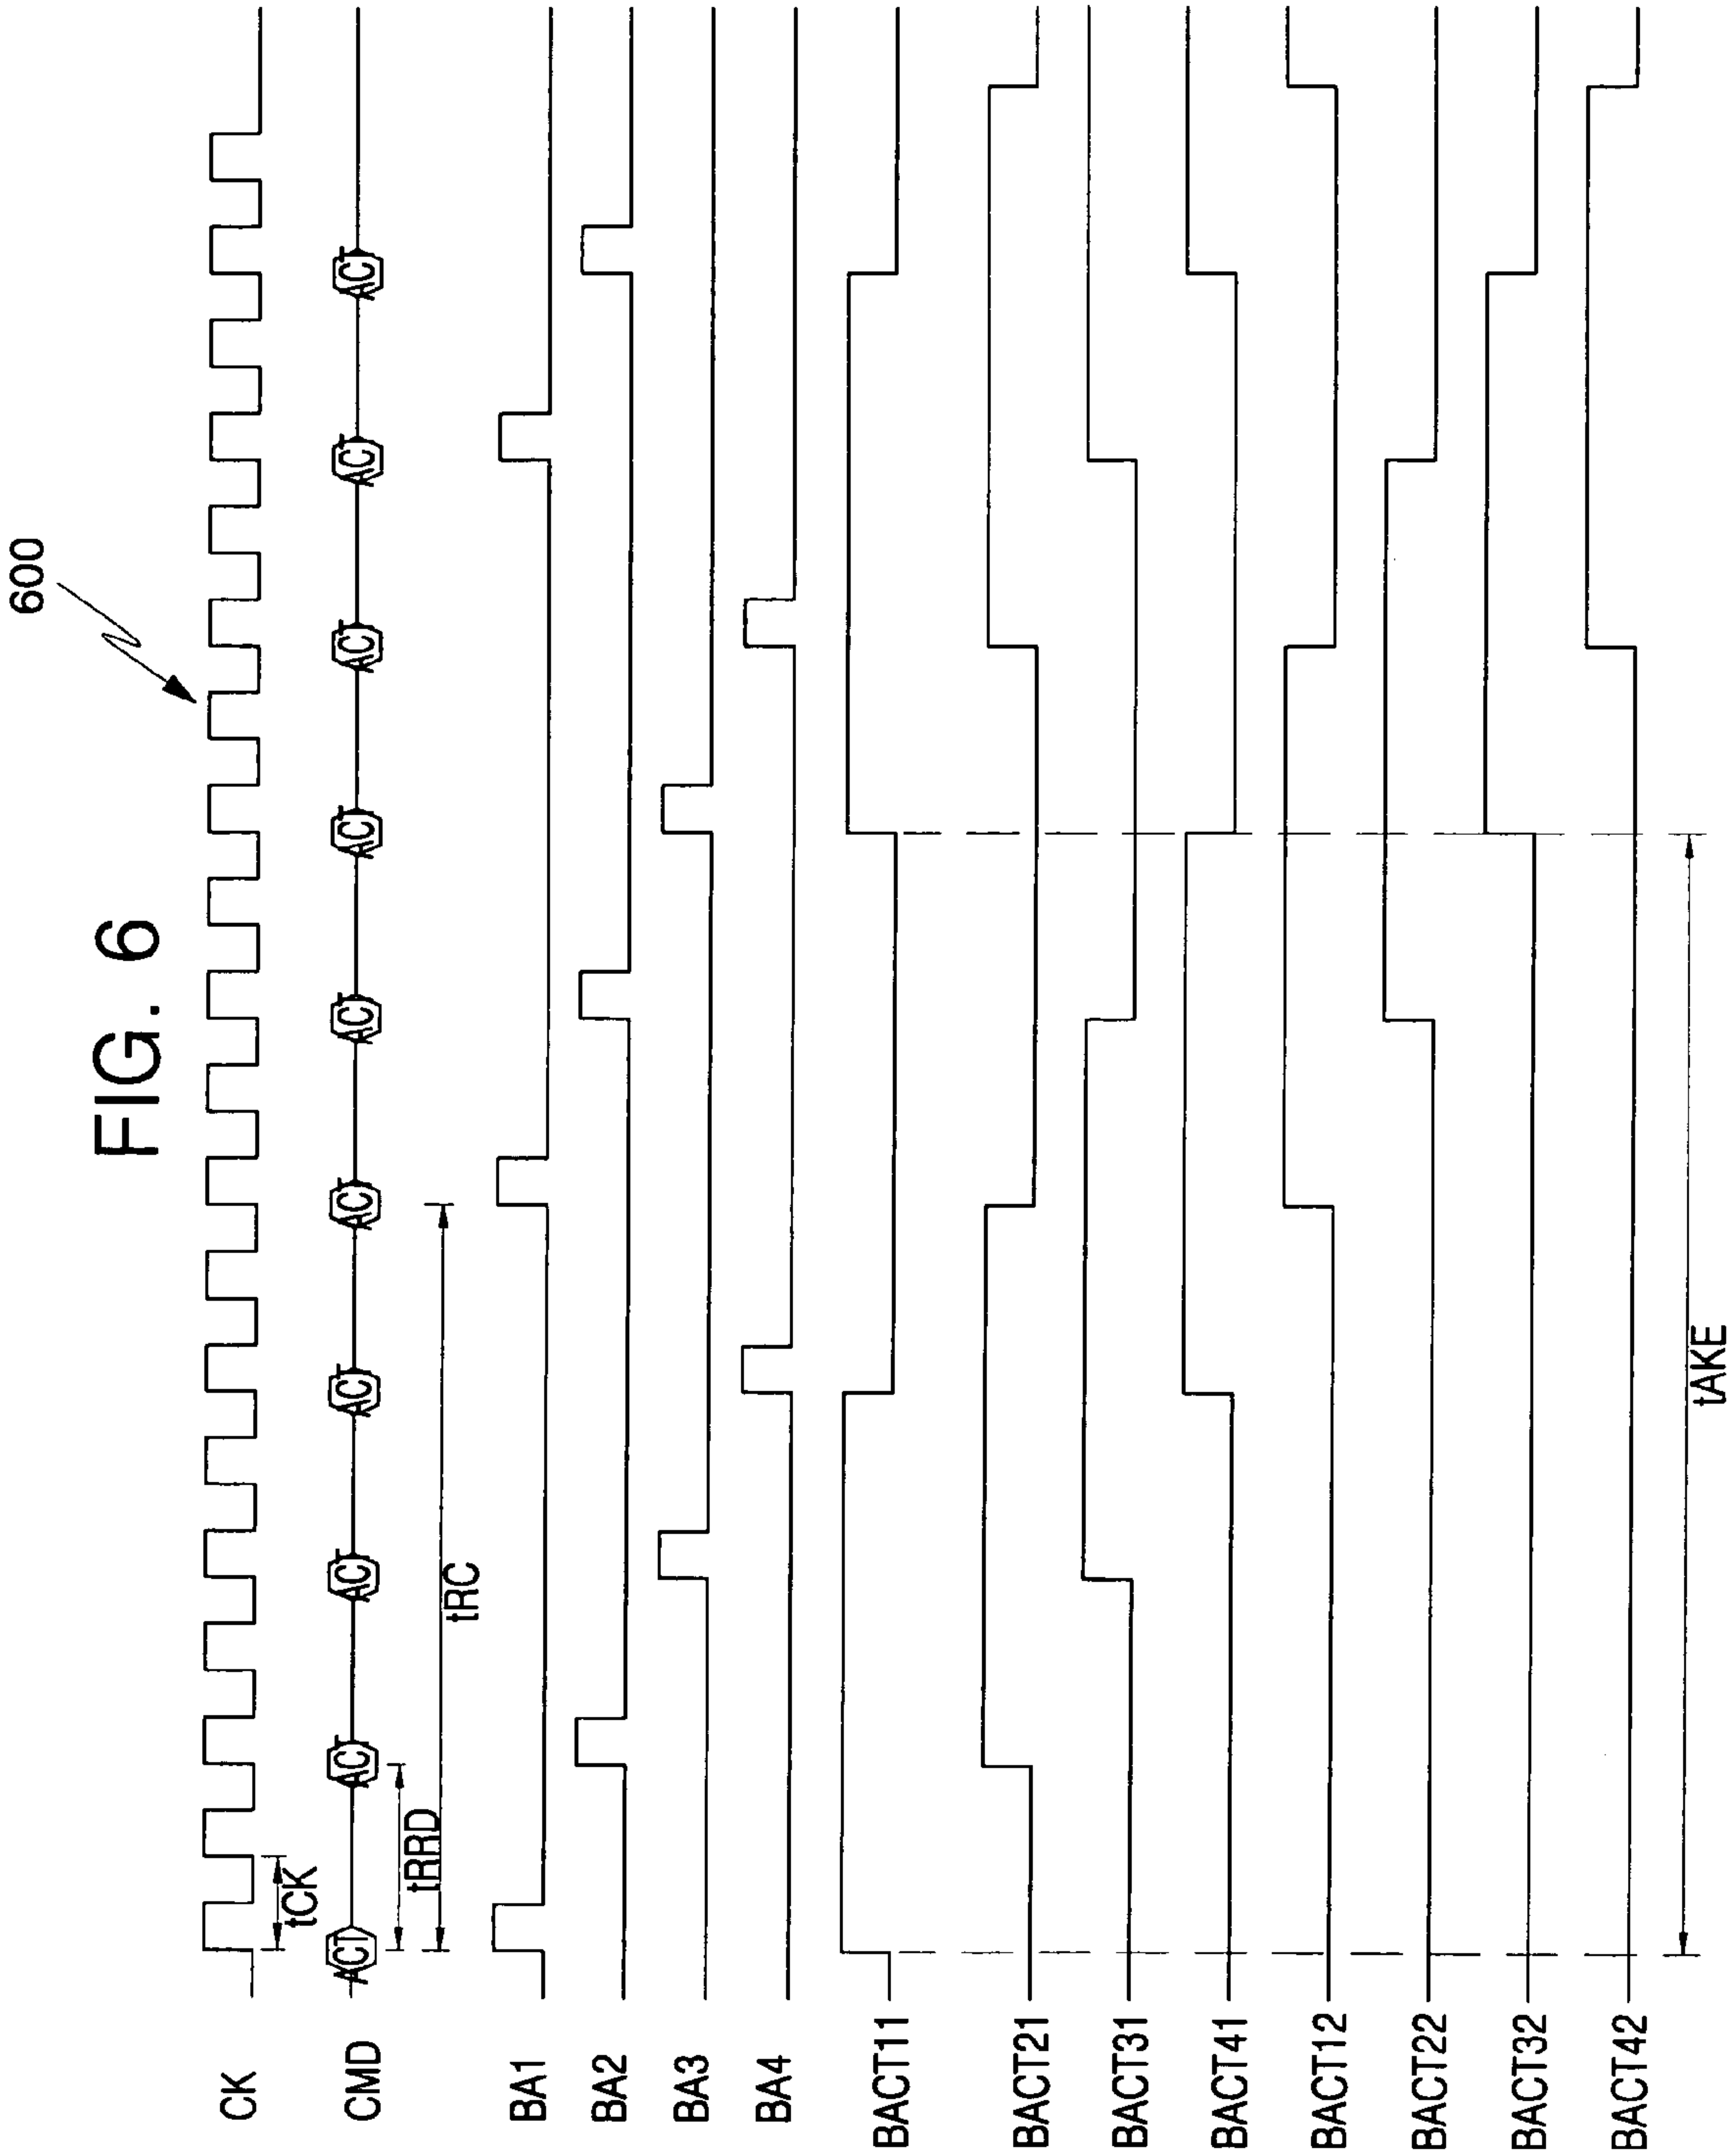 FIG. 6
600
CK
tCK
CMD ACT ACT ACT ACT ACT ACT ACT ACT ACT ACT
tRRD
tRC
BA1
BA2
BA3
BA4
BACT11
BACT21
BACT31
BACT41
BACT12
BACT22
BACT32
BACT42
tAKE